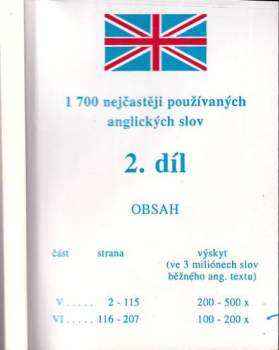 1 700 nejčastěji používaných
anglických slov
2. díl
OBSAH
část strana výskyt
(ve 3 miliónech slov
běžného ang. textu)
V ..... 2 - 115 200 - 500 x
VI ..... 116 - 207 100 - 200 x